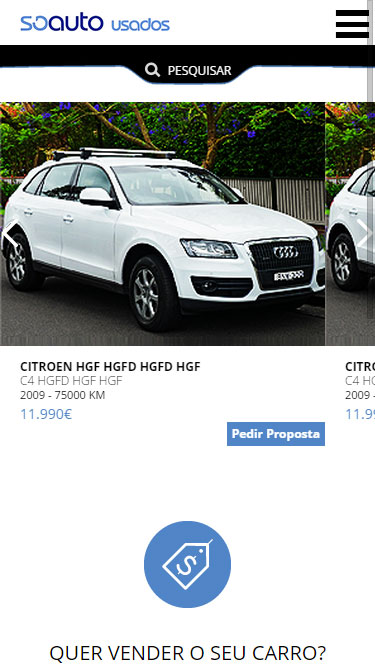 soauto usados
PESQUISAR
CITROEN HGF HGFD HGFD HGF
C4 HGFD HGF HGF
2009 - 75000 KM
11.990€
Pedir Proposta
CITRO
C4 HG
2009 -
11.99
$
QUER VENDER O SEU CARRO?